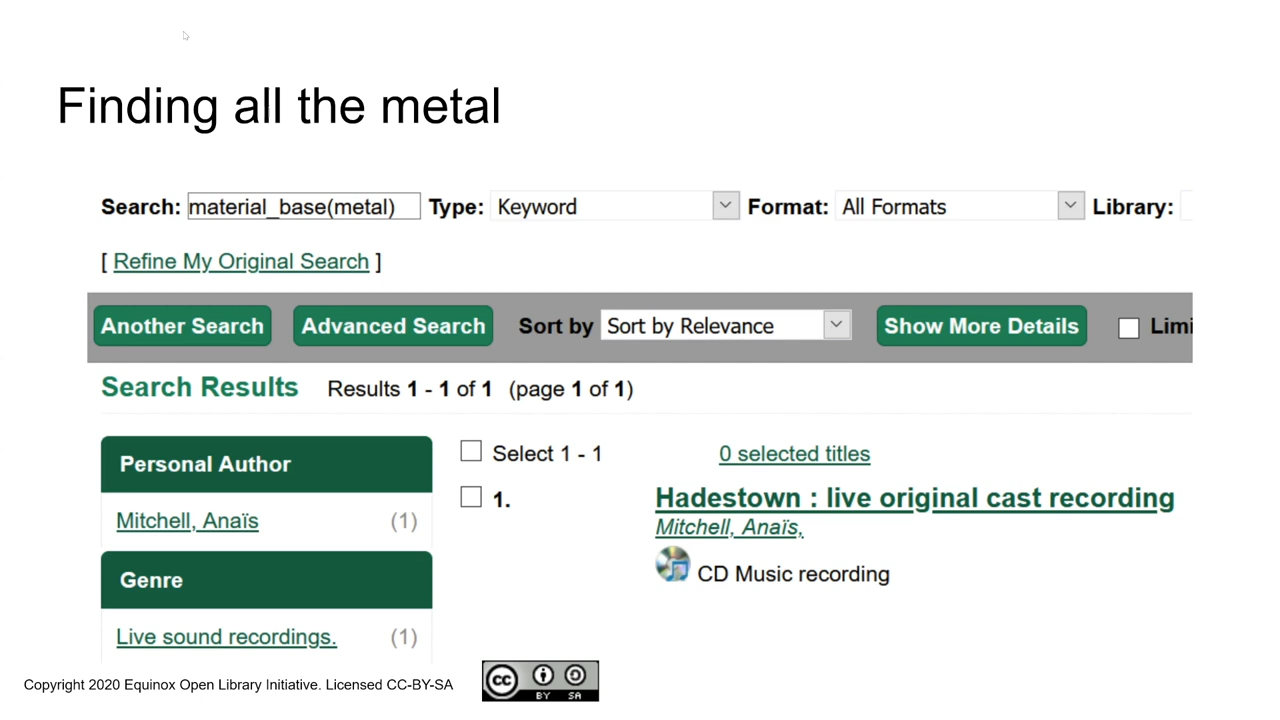 Finding all the metal
Search: material_base(metal) Type: Keyword Format: All Formats Library:
[ Refine My Original Search ]
Another Search Advanced Search Sort by Sort by Relevance Show More Details Limi
Search Results Results 1 - 1 of 1 (page 1 of 1)
Personal Author
Mitchell, Anaïs (1)
Genre
Live sound recordings. (1)
Select 1 - 1 0 selected titles
1. Hadestown : live original cast recording
Mitchell, Anaïs,
CD Music recording
Copyright 2020 Equinox Open Library Initiative. Licensed CC-BY-SA
cc BY SA